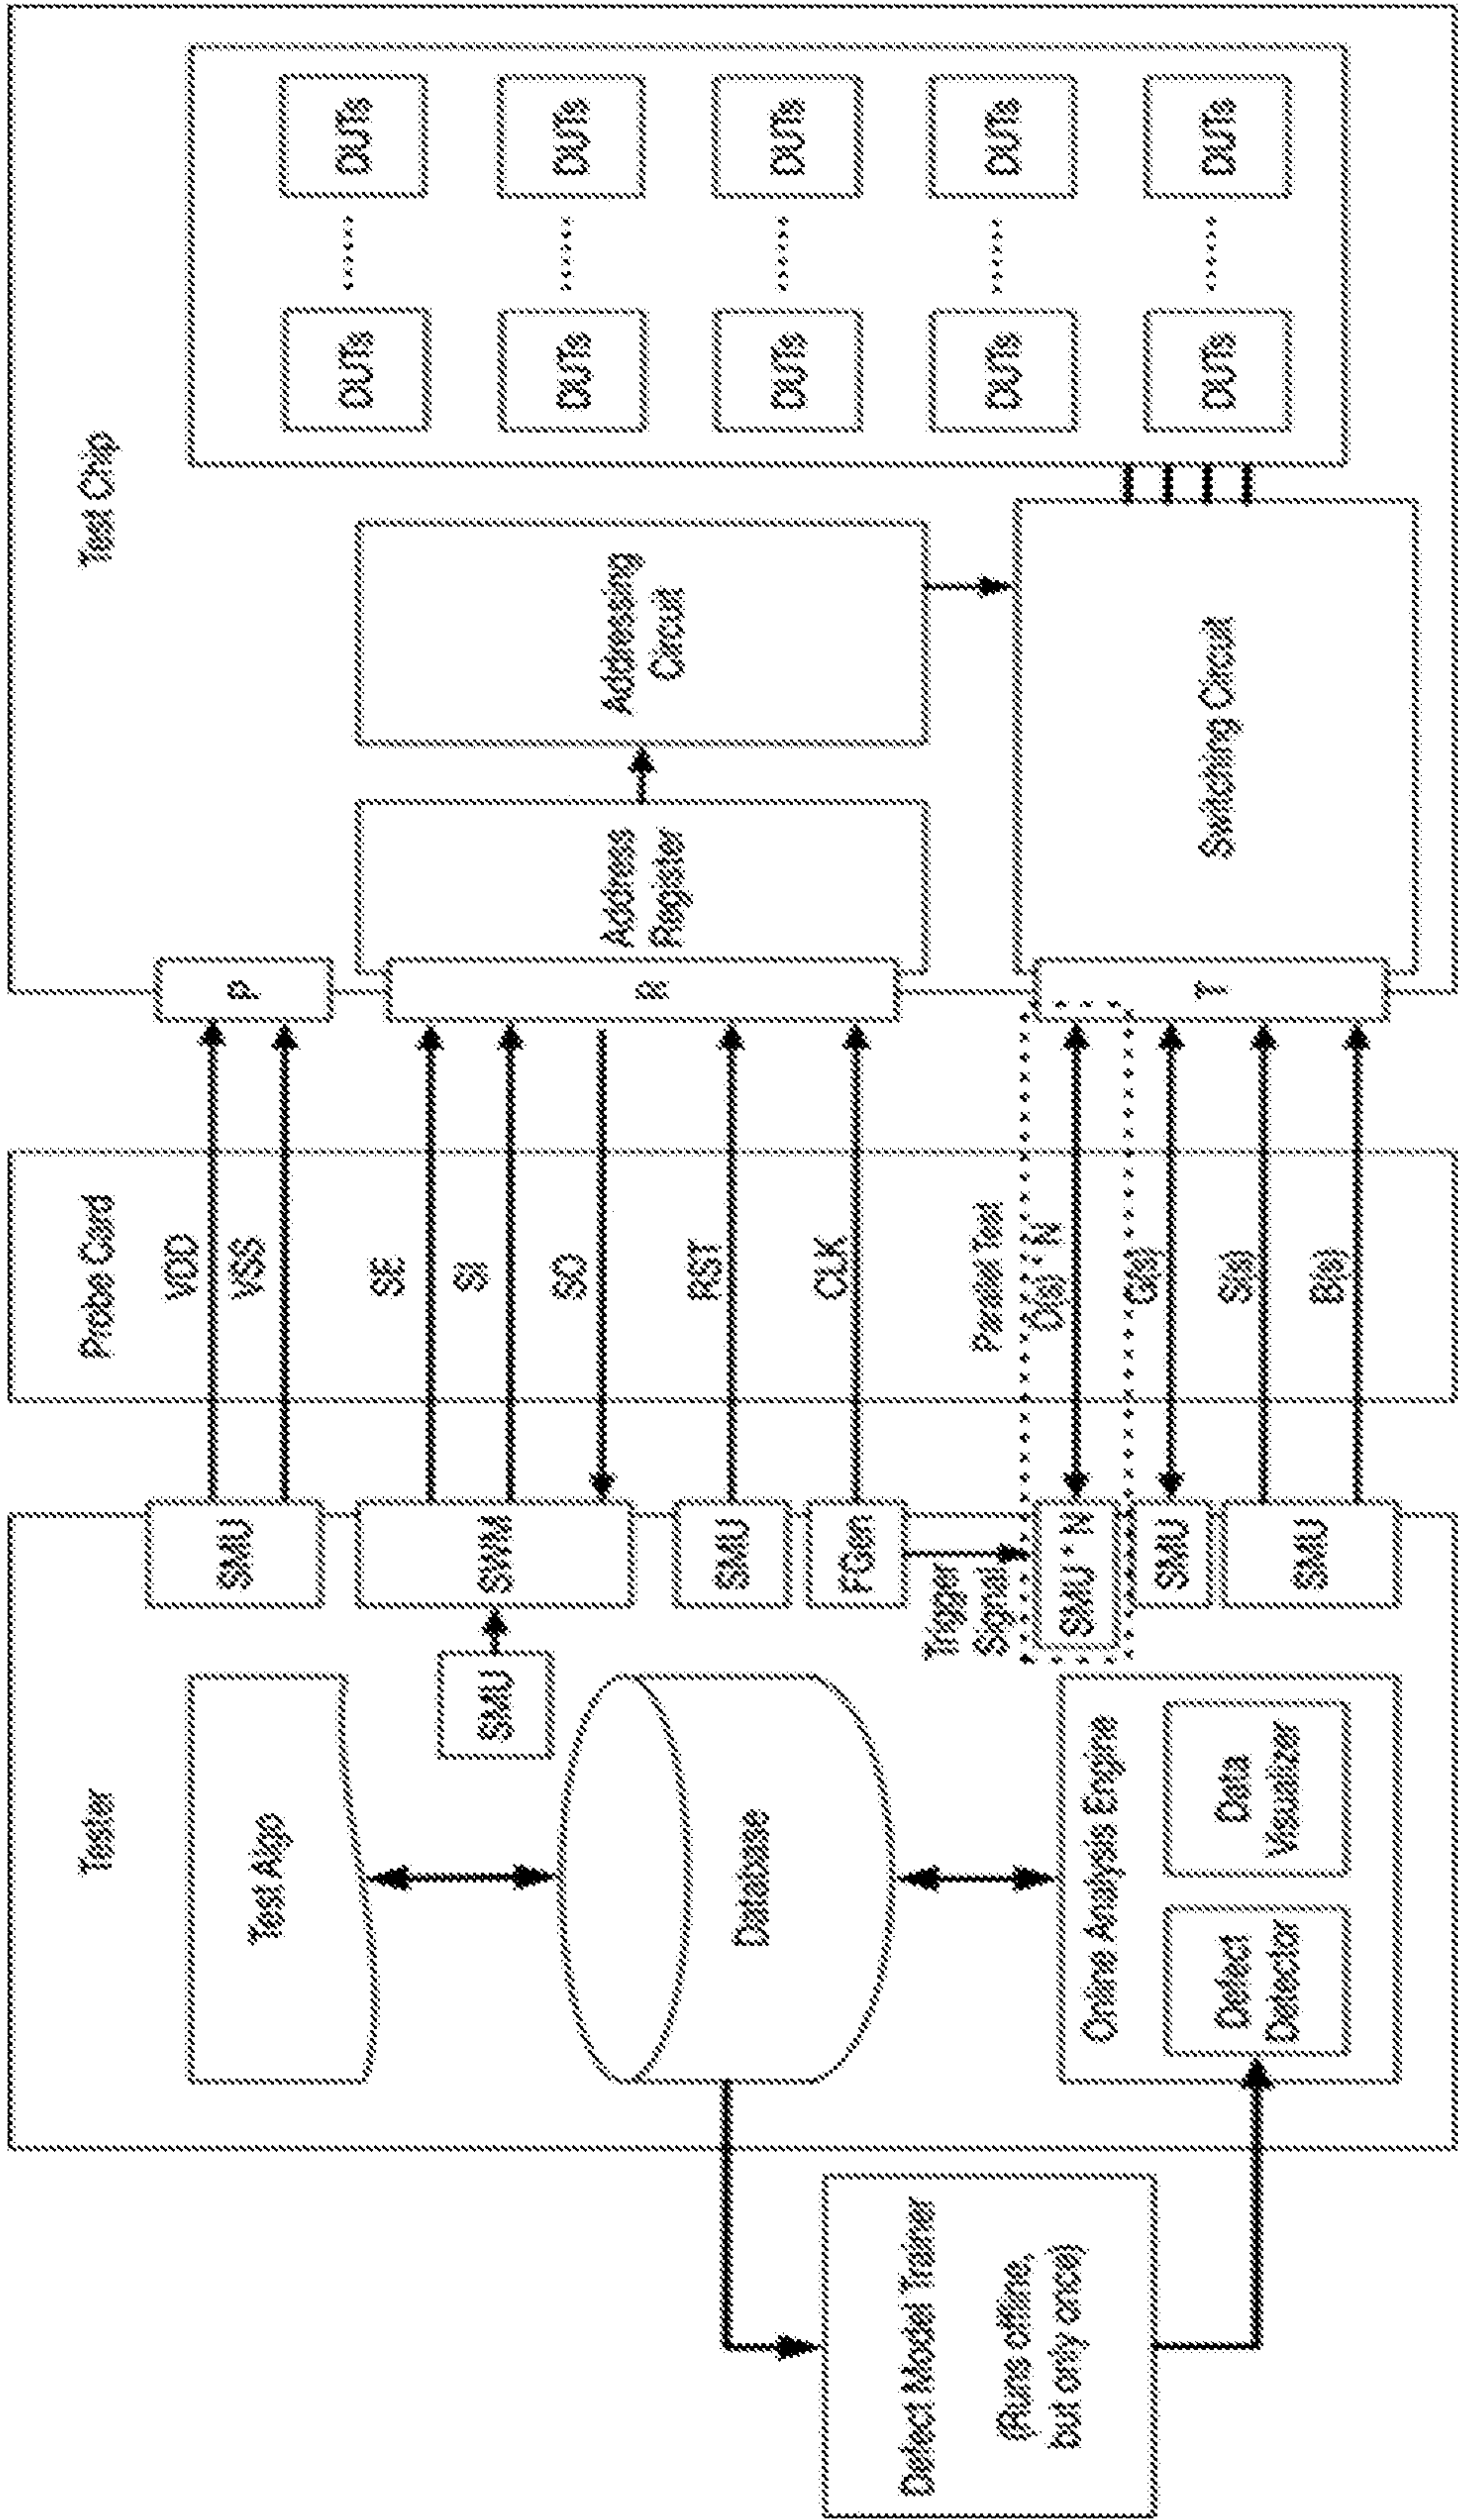 Defect Model Trainer
(Runs offline,
but only once)
Tester
Test Algo
Database
Online Analysis Engine
Defect
Detector
Data
Visualizer
SMU
SMU
SWM
SMU
FGen
Trigger
Signal
SMU * N
SMU
SMU
Probe Card
VDD
VSS
SE
SI
SO
RST
CLK
Parallel Test
Test Chip
P
R
T
Address
Register
Addressing
Circuit
Switching Circuit
DUTs
DUTs
DUTs
DUTs
DUTs
DUTs
DUTs
DUTs
DUTs
DUTs